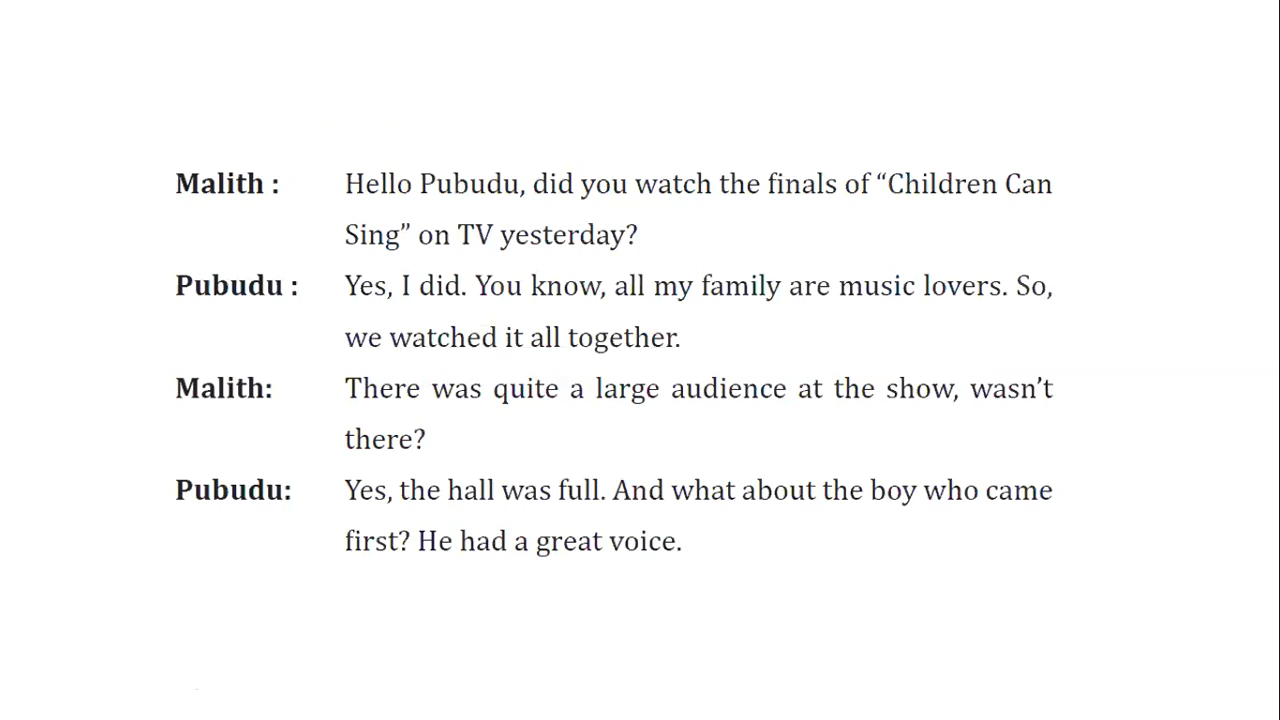 Malith : Hello Pubudu, did you watch the finals of “Children Can
Sing” on TV yesterday?
Pubudu : Yes, I did. You know, all my family are music lovers. So,
we watched it all together.
Malith: There was quite a large audience at the show, wasn’t
there?
Pubudu: Yes, the hall was full. And what about the boy who came
first? He had a great voice.